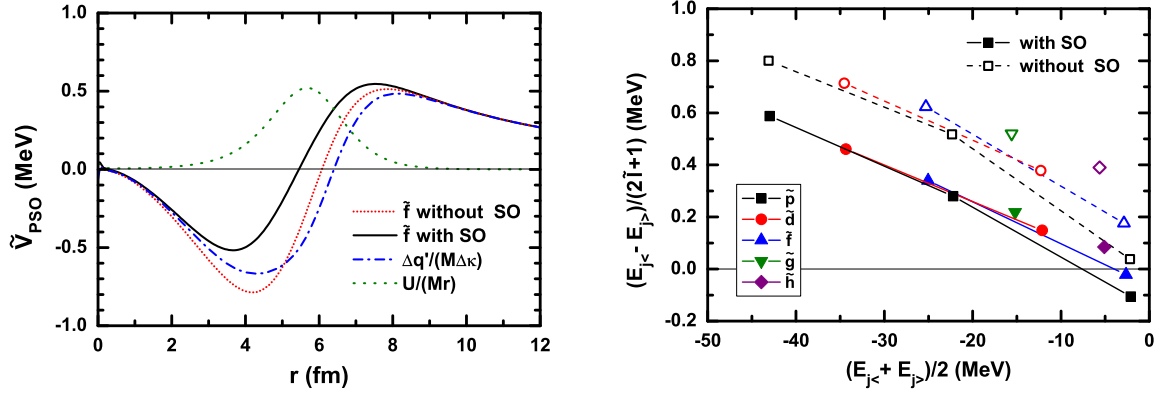 1.0
0.5
0.0
-0.5
-1.0
Ṽ_PSO (MeV)
f̃ without SO
f̃ with SO
Δq'/(MΔκ)
U/(Mr)
0 2 4 6 8 10 12
r (fm)
1.0
0.8
0.6
0.4
0.2
0.0
-0.2
(E_j< - E_j>)/(2l̃+1) (MeV)
with SO
without SO
p̃
d̃
f̃
g̃
h̃
-50 -40 -30 -20 -10 0
(E_j< + E_j>)/2 (MeV)